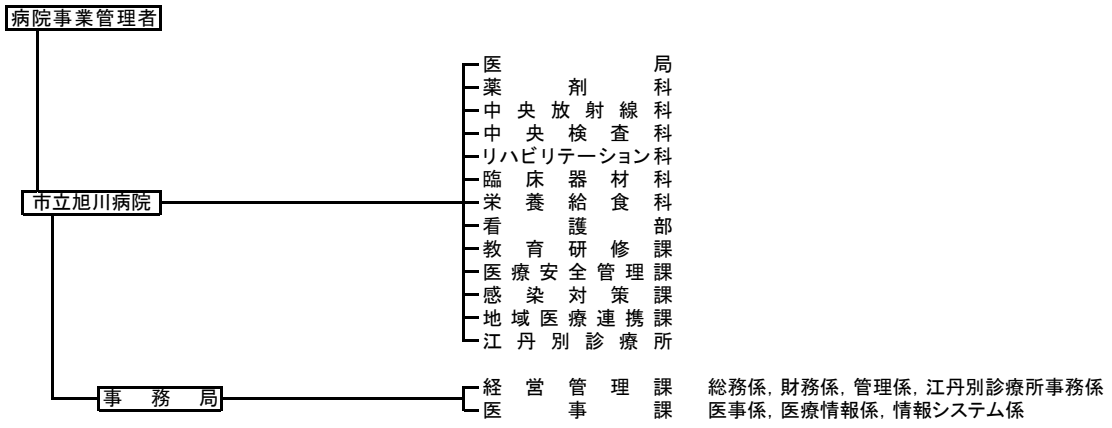 病院事業管理者
医局
薬剤科
中央放射線科
中央検査科
リハビリテーション科
臨床器材科
市立旭川病院 栄養給食科
看護部
教育研修課
医療安全管理課
感染対策課
地域医療連携課
江丹別診療所
事務局
経営管理課 総務係, 財務係, 管理係, 江丹別診療所事務係
医事課 医事係, 医療情報係, 情報システム係